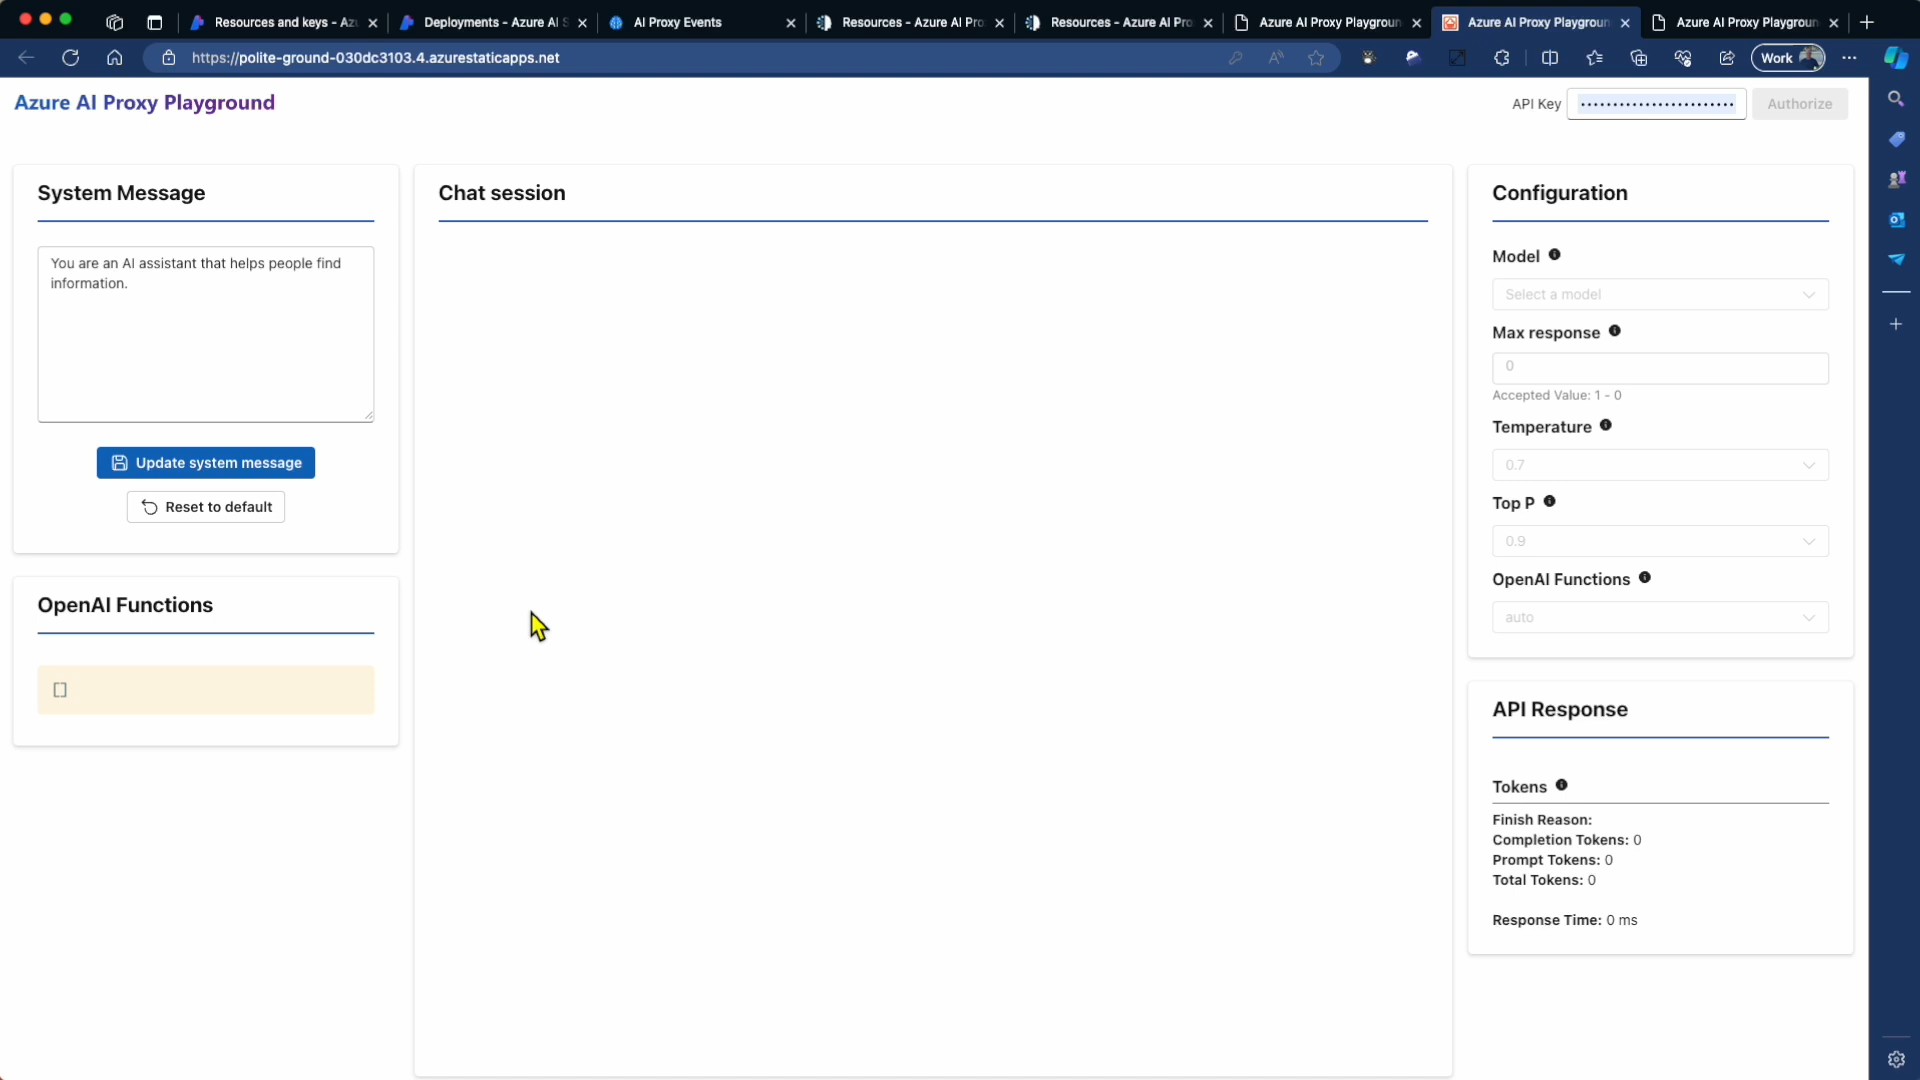 Resources and keys - Az
Deployments - Azure AI S
AI Proxy Events
Resources - Azure AI Pro
Resources - Azure AI Pro
Azure AI Proxy Playgroun
Azure AI Proxy Playgroun
Azure AI Proxy Playgroun
https://polite-ground-030dc3103.4.azurestaticapps.net
Work
Azure AI Proxy Playground
API Key
Authorize
System Message
You are an AI assistant that helps people find
information.
Update system message
Reset to default
OpenAI Functions
[]
Chat session
Configuration
Model
Select a model
Max response
0
Accepted Value: 1 - 0
Temperature
0.7
Top P
0.9
OpenAI Functions
auto
API Response
Tokens
Finish Reason:
Completion Tokens: 0
Prompt Tokens: 0
Total Tokens: 0
Response Time: 0 ms